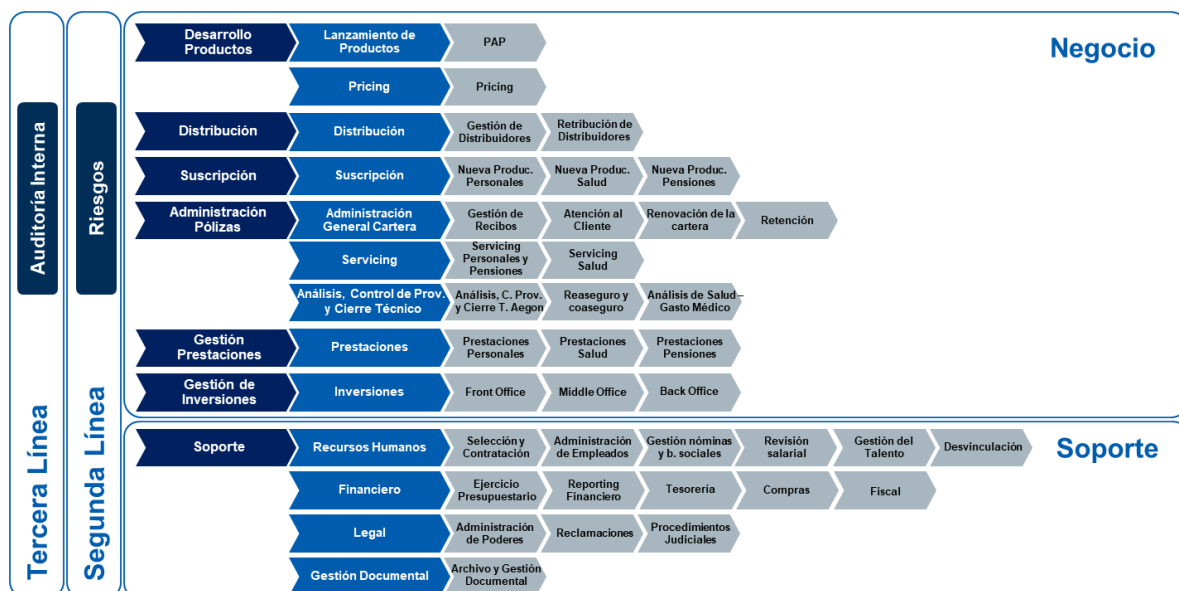 Tercera Línea
Auditoría Interna
Segunda Línea
Riesgos
Negocio
Desarrollo
Productos
Lanzamiento de
Productos
PAP
Pricing
Pricing
Distribución
Distribución
Gestión de
Distribuidores
Retribución de
Distribuidores
Suscripción
Suscripción
Nueva Produc.
Personales
Nueva Produc.
Salud
Nueva Produc.
Pensiones
Administración
Pólizas
Administración
General Cartera
Gestión de
Recibos
Atención al
Cliente
Renovación de la
cartera
Retención
Servicing
Servicing
Personales y
Pensiones
Servicing
Salud
Análisis, Control de Prov.
y Cierre Técnico
Análisis, C. Prov.
y Cierre T. Aegon
Reaseguro y
coaseguro
Análisis de Salud –
Gasto Médico
Gestión
Prestaciones
Prestaciones
Prestaciones
Personales
Prestaciones
Salud
Prestaciones
Pensiones
Gestión de
Inversiones
Inversiones
Front Office
Middle Office
Back Office
Soporte
Soporte
Recursos Humanos
Selección y
Contratación
Administración
de Empleados
Gestión nóminas
y b. sociales
Revisión
salarial
Gestión del
Talento
Desvinculación
Financiero
Ejercicio
Presupuestario
Reporting
Financiero
Tesorería
Compras
Fiscal
Legal
Administración
de Poderes
Reclamaciones
Procedimientos
Judiciales
Gestión Documental
Archivo y Gestión
Documental